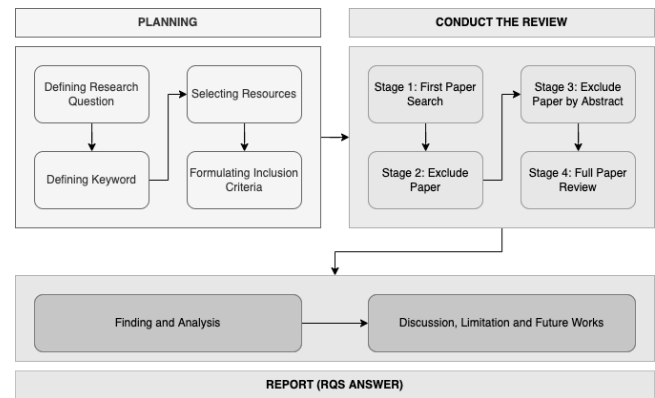 PLANNING
Defining Research
Question
Defining Keyword
Selecting Resources
Formulating Inclusion
Criteria
CONDUCT THE REVIEW
Stage 1: First Paper
Search
Stage 2: Exclude
Paper
Stage 3: Exclude
Paper by Abstract
Stage 4: Full Paper
Review
Finding and Analysis
Discussion, Limitation and Future Works
REPORT (RQS ANSWER)